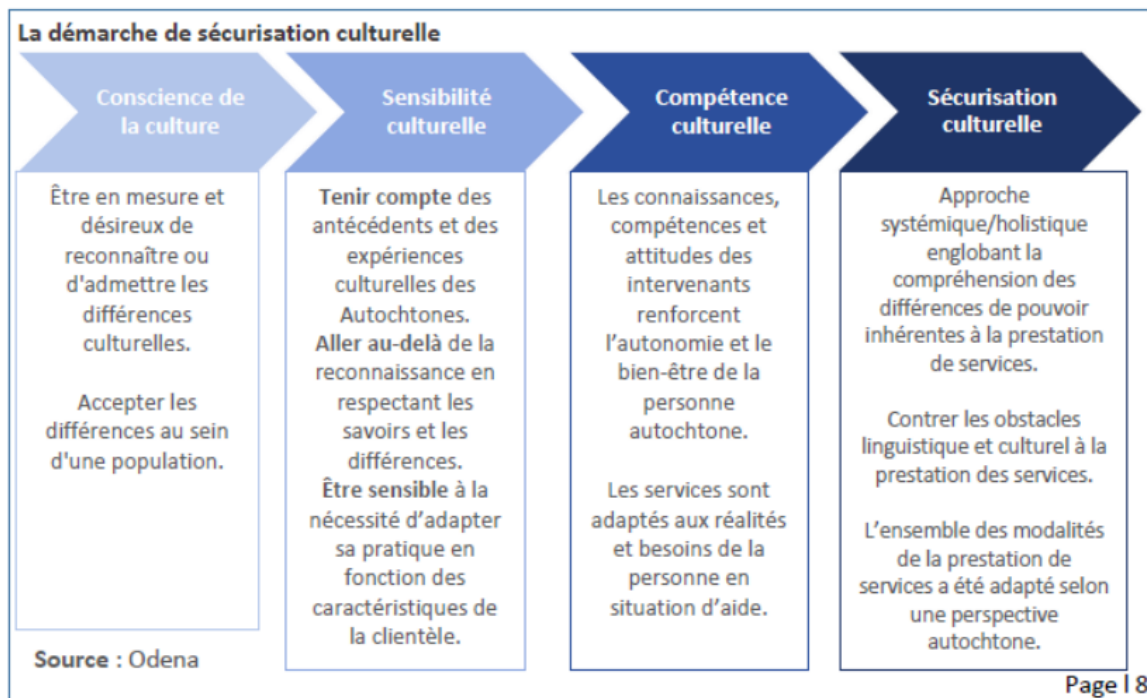 La démarche de sécurisation culturelle
Conscience de
la culture
Sensibilité
culturelle
Compétence
culturelle
Sécurisation
culturelle
Être en mesure et
désireux de
reconnaître ou
d'admettre les
différences
culturelles.
Accepter les
différences au sein
d'une population.
Tenir compte des
antécédents et des
expériences
culturelles des
Autochtones.
Aller au-delà de la
reconnaissance en
respectant les
savoirs et les
différences.
Être sensible à la
nécessité d’adapter
sa pratique en
fonction des
caractéristiques de
la clientèle.
Les connaissances,
compétences et
attitudes des
intervenants
renforcent
l’autonomie et le
bien-être de la
personne
autochtone.
Les services sont
adaptés aux réalités
et besoins de la
personne en
situation d’aide.
Approche
systémique/holistique
englobant la
compréhension des
différences de pouvoir
inhérentes à la prestation
de services.
Contrer les obstacles
linguistique et culturel à la
prestation des services.
L’ensemble des modalités
de la prestation de
services a été adapté selon
une perspective
autochtone.
Source : Odena
Page | 8